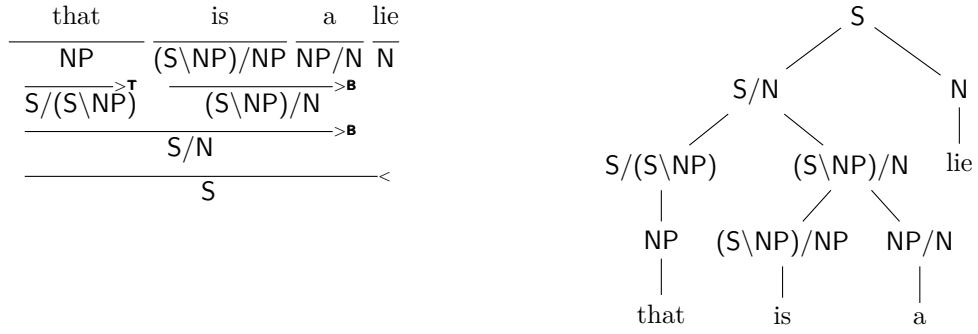 that is a lie
NP (S\NP)/NP NP/N N
>T >B
S/(S\NP) (S\NP)/N
>B
S/N
<
S
S
S/N N
S/(S\NP) (S\NP)/N lie
NP (S\NP)/NP NP/N
that is a